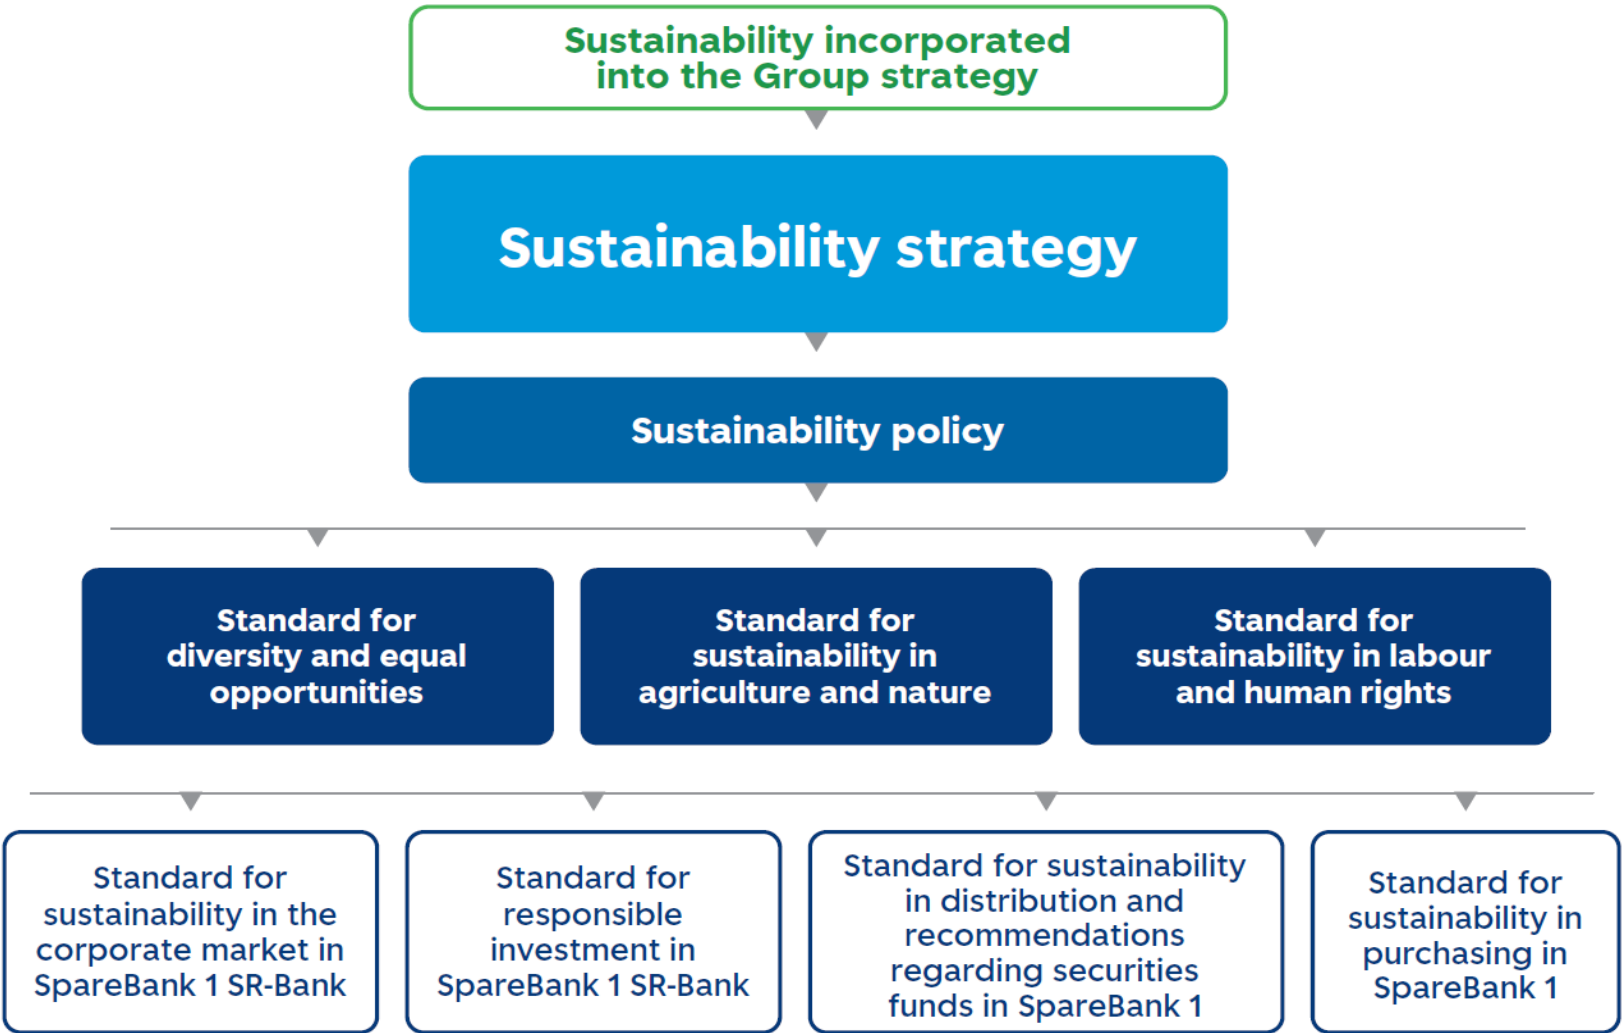 Sustainability incorporated
into the Group strategy
Sustainability strategy
Sustainability policy
Standard for
diversity and equal
opportunities
Standard for
sustainability in
agriculture and nature
Standard for
sustainability in labour
and human rights
Standard for
sustainability in the
corporate market in
SpareBank 1 SR-Bank
Standard for
responsible
investment in
SpareBank 1 SR-Bank
Standard for sustainability
in distribution and
recommendations
regarding securities
funds in SpareBank 1
Standard for
sustainability in
purchasing in
SpareBank 1